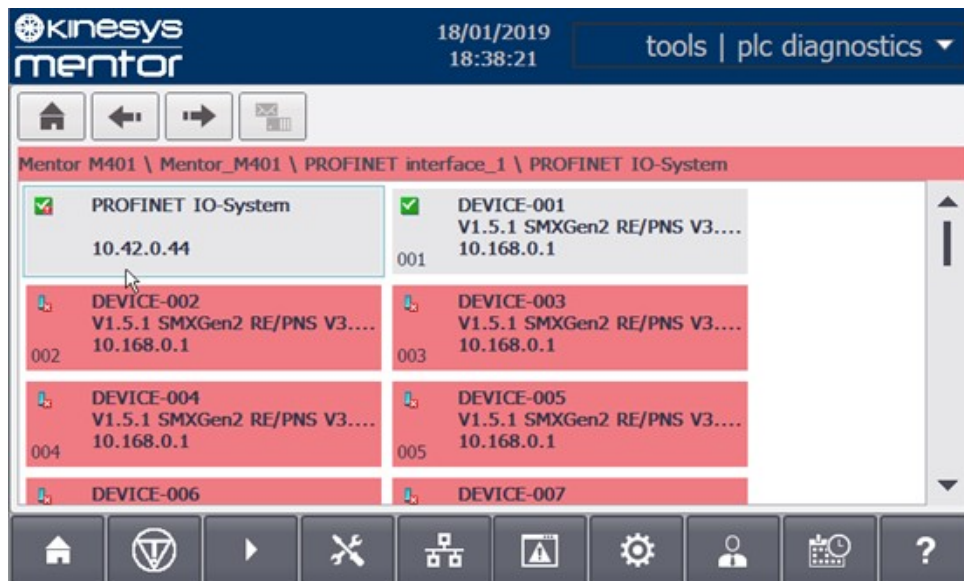 kinesys
mentor
18/01/2019
18:38:21
tools | plc diagnostics
Mentor M401 \ Mentor_M401 \ PROFINET interface_1 \ PROFINET IO-System
PROFINET IO-System
10.42.0.44
DEVICE-001
V1.5.1 SMXGen2 RE/PNS V3....
10.168.0.1
001
DEVICE-002
V1.5.1 SMXGen2 RE/PNS V3....
10.168.0.1
002
DEVICE-003
V1.5.1 SMXGen2 RE/PNS V3....
10.168.0.1
003
DEVICE-004
V1.5.1 SMXGen2 RE/PNS V3....
10.168.0.1
004
DEVICE-005
V1.5.1 SMXGen2 RE/PNS V3....
10.168.0.1
005
DEVICE-006
DEVICE-007
?